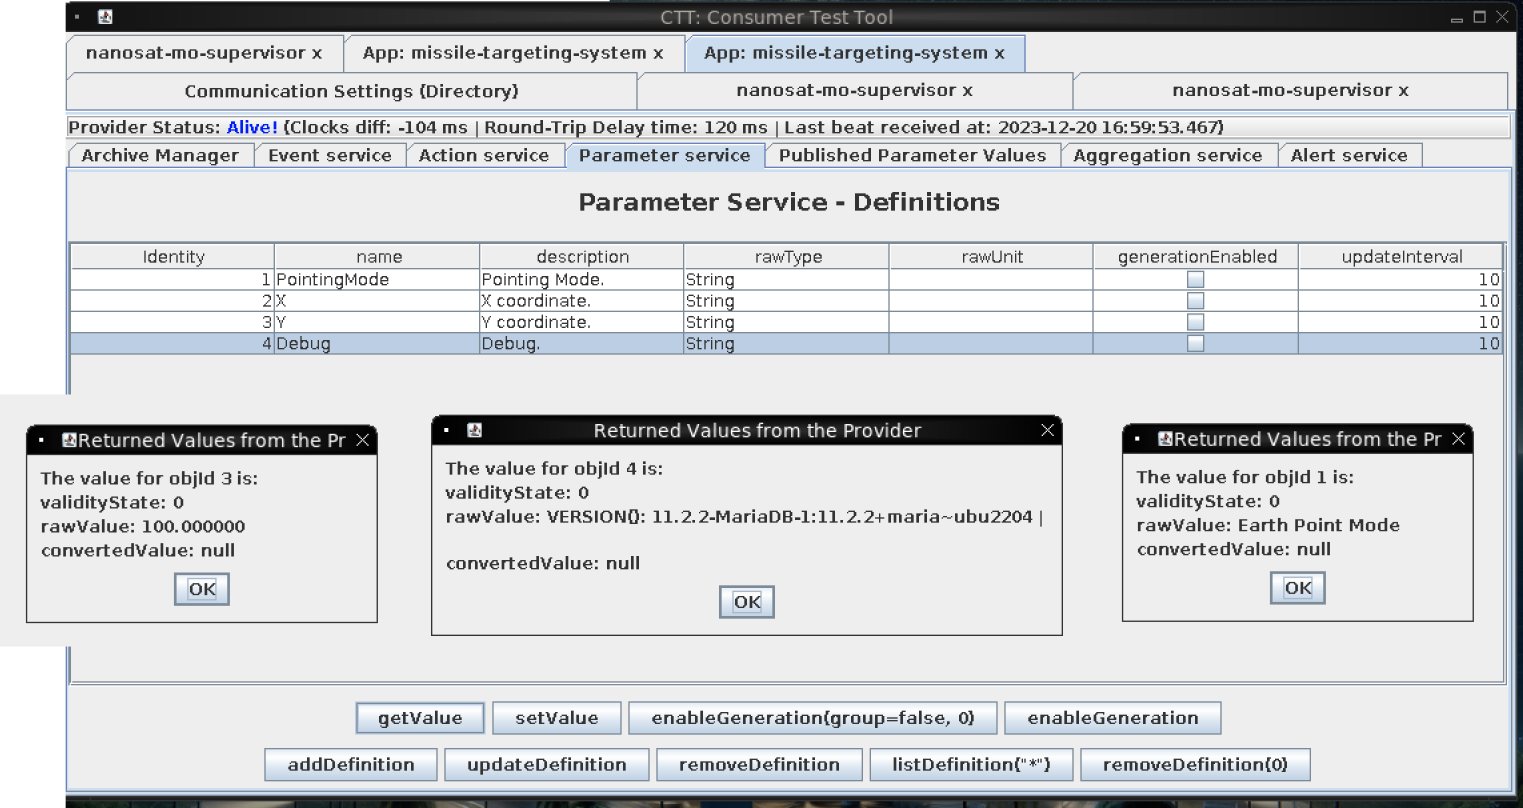 CTT: Consumer Test Tool
nanosat-mo-supervisor x App: missile-targeting-system x App: missile-targeting-system x
Communication Settings (Directory) nanosat-mo-supervisor x nanosat-mo-supervisor x
Provider Status: Alive! (Clocks diff: -104 ms | Round-Trip Delay time: 120 ms | Last beat received at: 2023-12-20 16:59:53.467)
Archive Manager Event service Action service Parameter service Published Parameter Values Aggregation service Alert service
Parameter Service - Definitions
Identity name description rawType rawUnit generationEnabled updateInterval
1 PointingMode Pointing Mode. String 10
2 X X coordinate. String 10
3 Y Y coordinate. String 10
4 Debug Debug. String 10
Returned Values from the Pr
The value for objId 3 is:
validityState: 0
rawValue: 100.000000
convertedValue: null
OK
Returned Values from the Provider
The value for objId 4 is:
validityState: 0
rawValue: VERSION(): 11.2.2-MariaDB-1:11.2.2+maria~ubu2204 |
convertedValue: null
OK
Returned Values from the Pr
The value for objId 1 is:
validityState: 0
rawValue: Earth Point Mode
convertedValue: null
OK
getValue setValue enableGeneration(group=false, 0) enableGeneration
addDefinition updateDefinition removeDefinition listDefinition("*") removeDefinition(0)